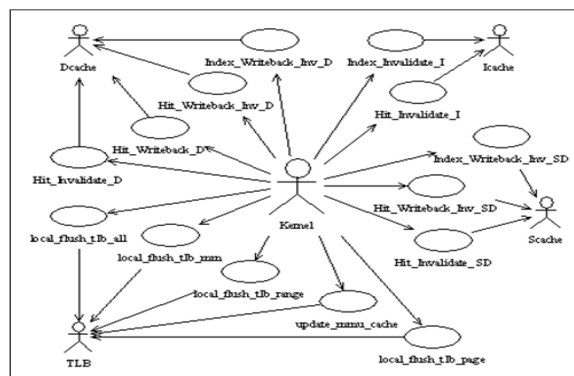 Index_Writeback_Inv_D
Index_Invalidate_I
Dcache
Icache
Hit_Writeback_Inv_D
Hit_Invalidate_I
Hit_Writeback_D
Index_Writeback_Inv_SD
Hit_Invalidate_D
Hit_Writeback_Inv_SD
Kernel
Scache
local_flush_tlb_all
local_flush_tlb_mm
Hit_Invalidate_SD
local_flush_tlb_range
update_mmu_cache
TLB
local_flush_tlb_page